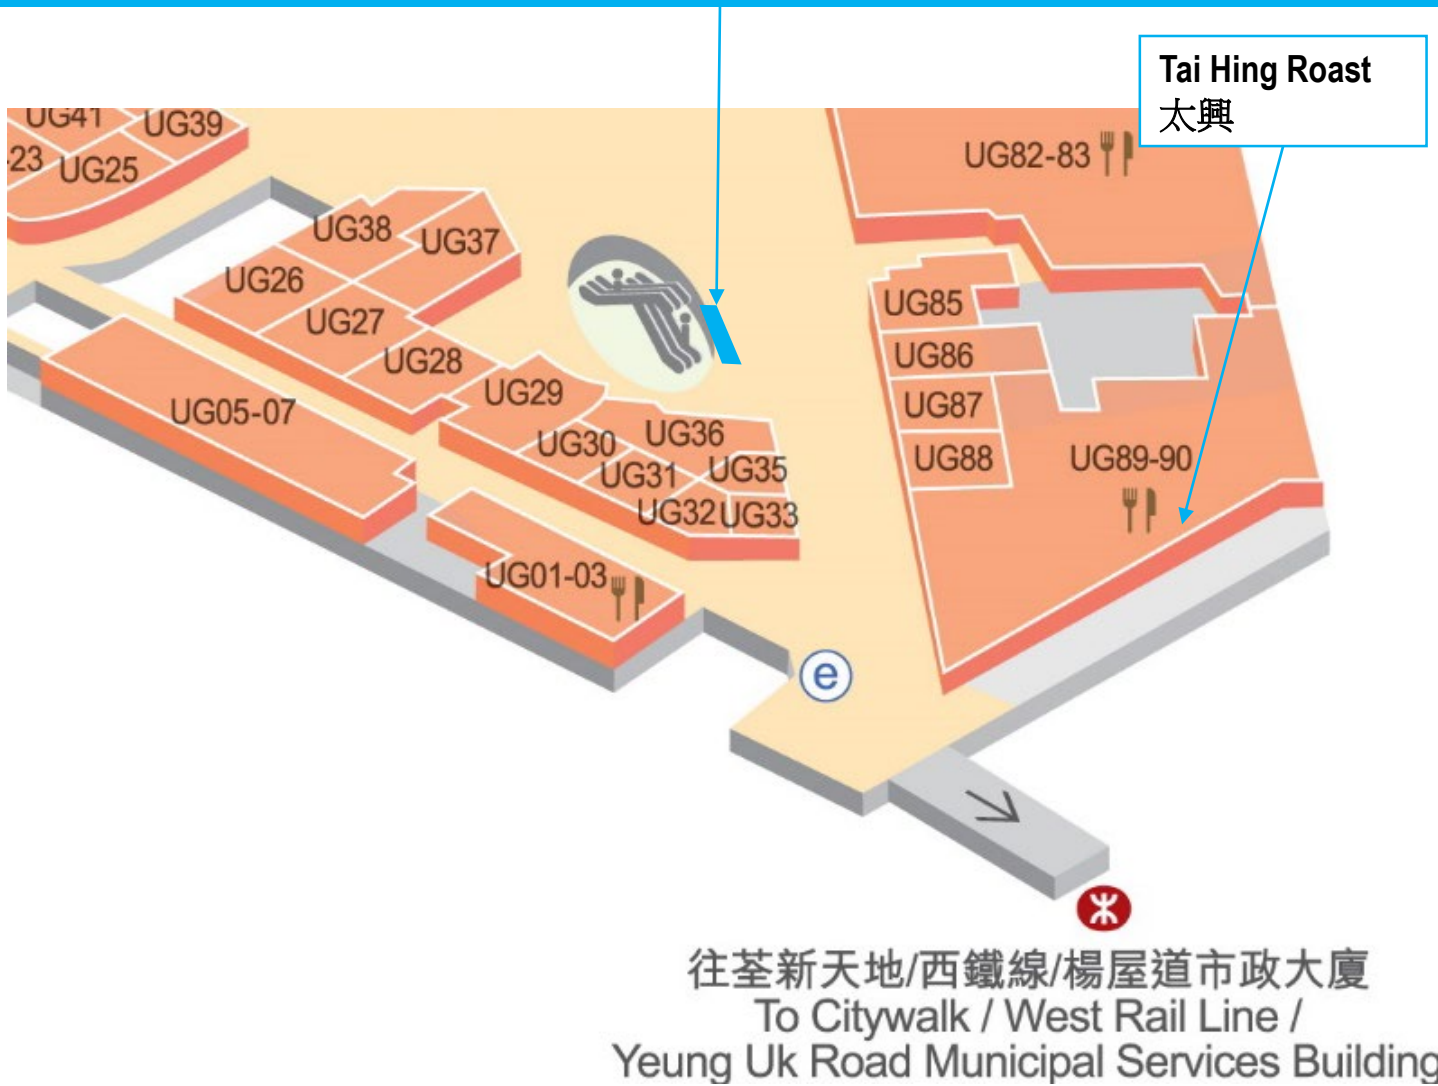 Tai Hing Roast
太興
UG41
UG39
-23
UG25
UG82-83
UG38
UG37
UG26
UG27
UG28
UG85
UG86
UG87
UG88
UG89-90
UG05-07
UG29
UG30
UG36
UG31
UG35
UG32
UG33
UG01-03
e
往荃新天地/西鐵線/楊屋道市政大廈
To Citywalk / West Rail Line /
Yeung Uk Road Municipal Services Building